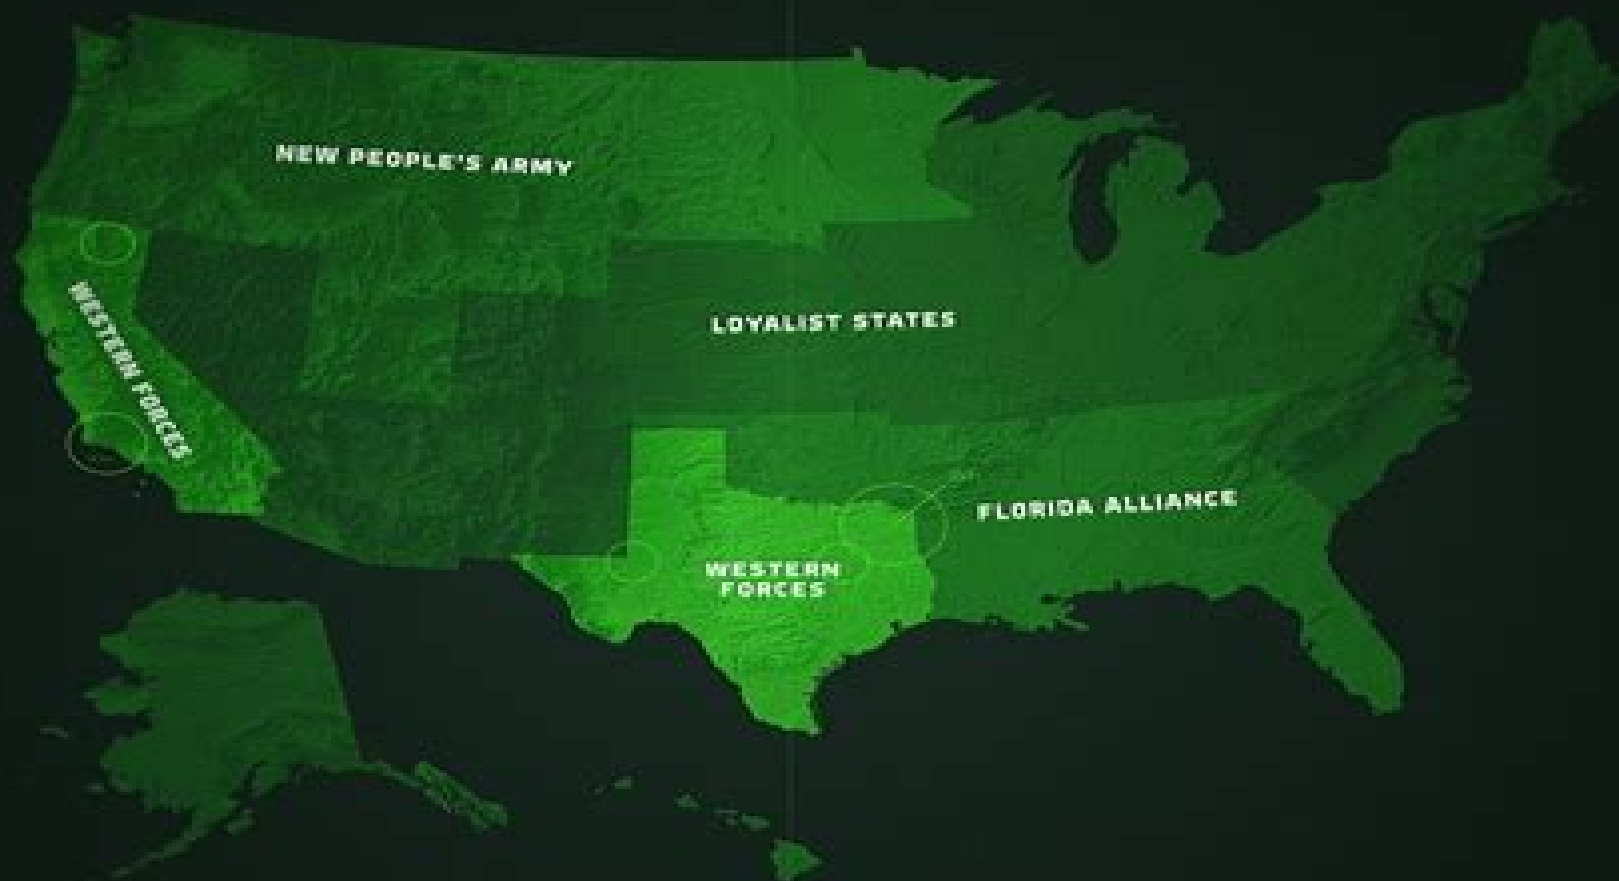 NEW PEOPLE'S ARMY
WESTERN FORCES
LOYALIST STATES
FLORIDA ALLIANCE
WESTERN
FORCES